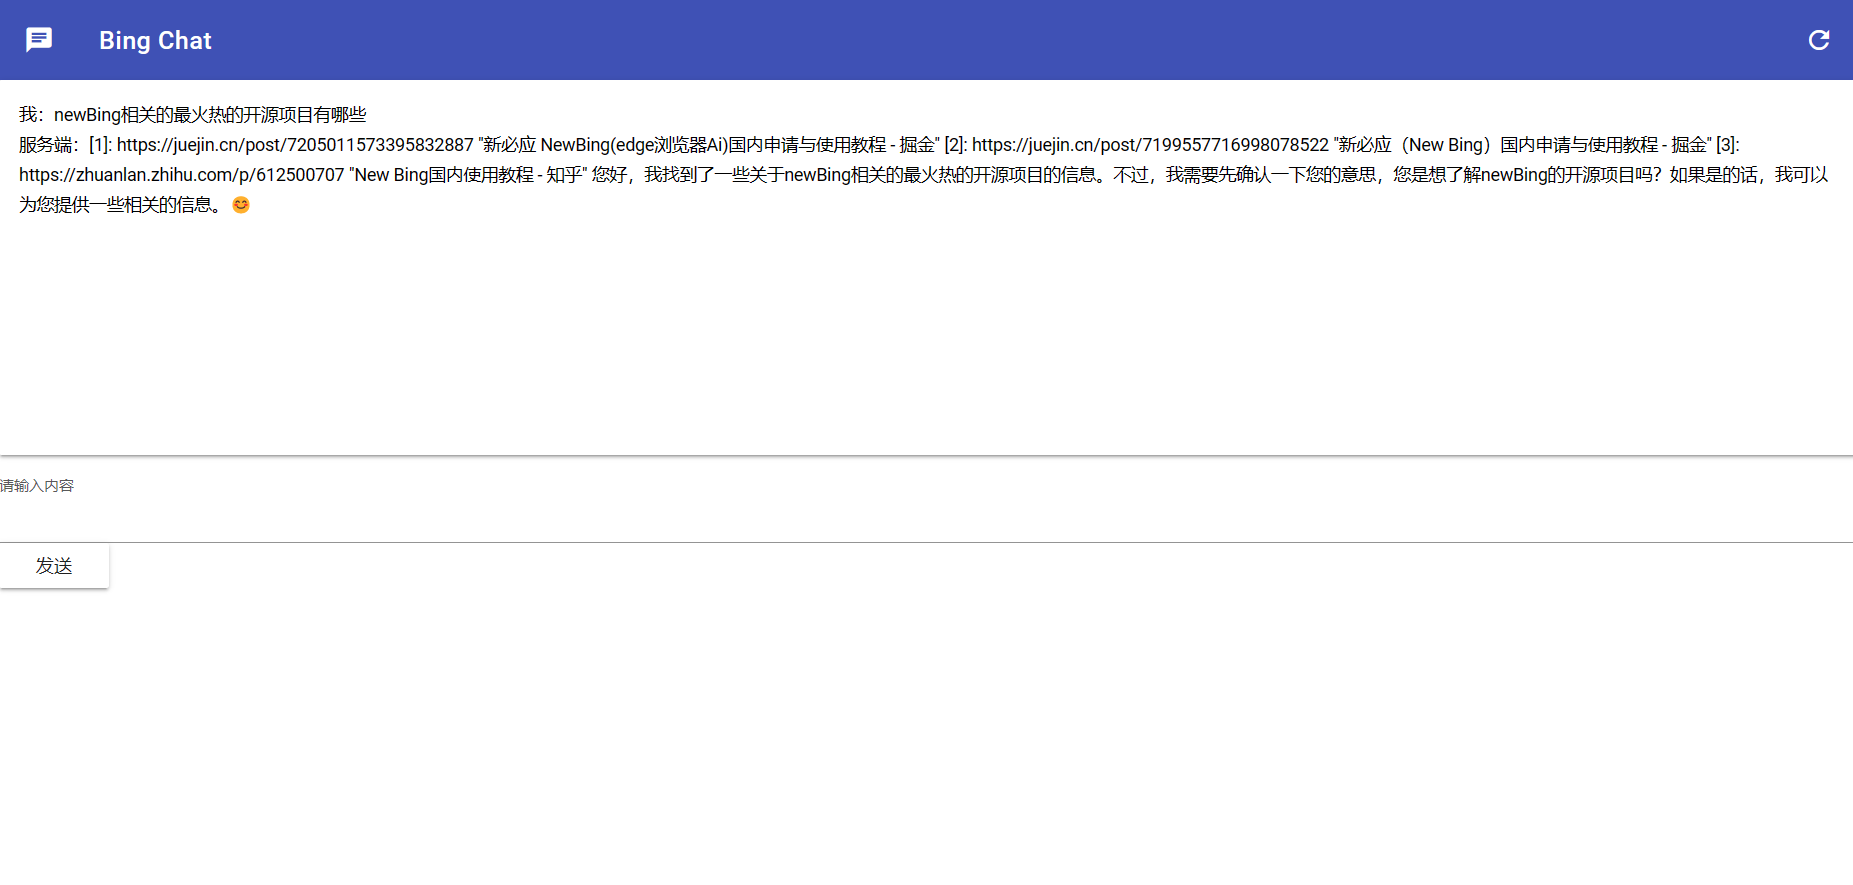 Bing Chat
我：newBing相关的最火热的开源项目有哪些
服务端：[1]: https://juejin.cn/post/7205011573395832887 "新必应 NewBing(edge浏览器Ai)国内申请与使用教程 - 掘金" [2]: https://juejin.cn/post/7199557716998078522 "新必应（New Bing）国内申请与使用教程 - 掘金" [3]:
https://zhuanlan.zhihu.com/p/612500707 "New Bing国内使用教程 - 知乎" 您好，我找到了一些关于newBing相关的最火热的开源项目的信息。不过，我需要先确认一下您的意思，您是想了解newBing的开源项目吗？如果是的话，我可以
为您提供一些相关的信息。😊
请输入内容
发送